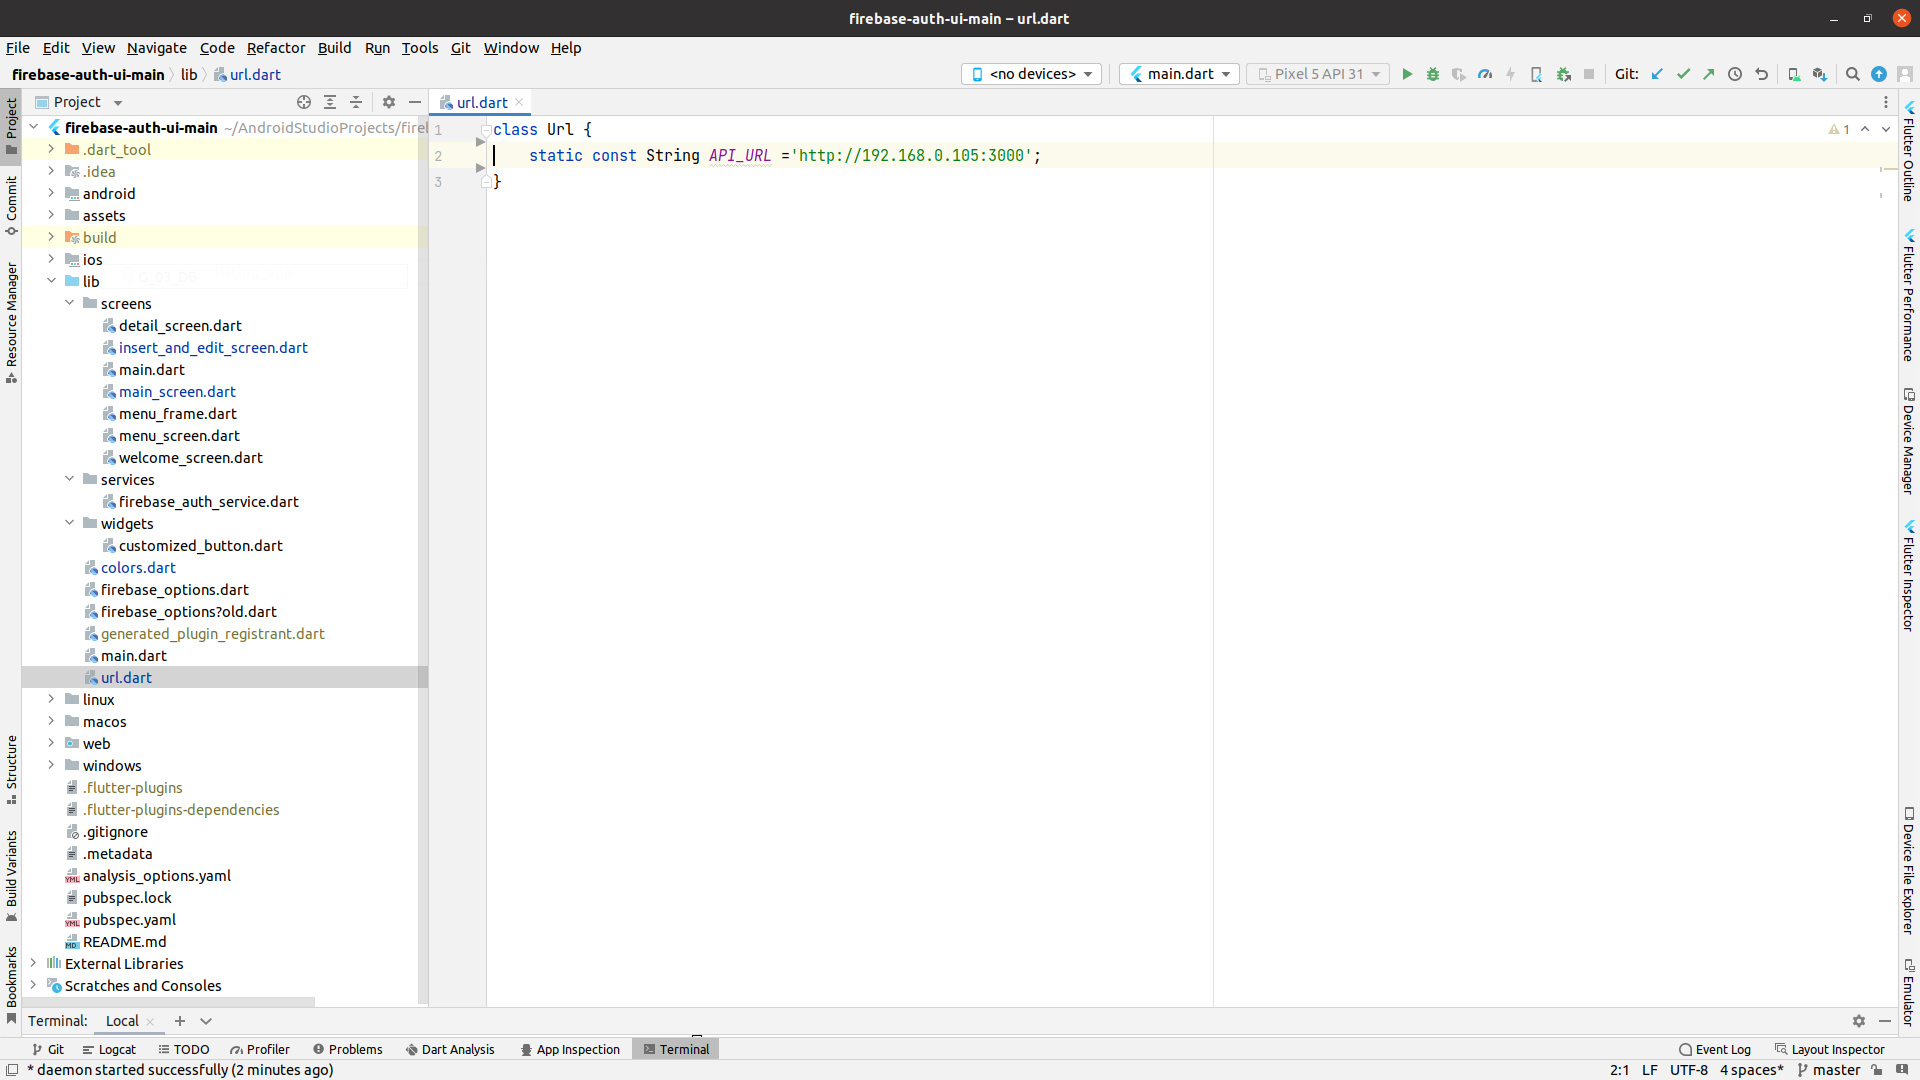 firebase-auth-ui-main – url.dart
File Edit View Navigate Code Refactor Build Run Tools Git Window Help
firebase-auth-ui-main lib url.dart <no devices> main.dart Pixel 5 API 31 Git:
Project
url.dart
firebase-auth-ui-main ~/AndroidStudioProjects/fire
.dart_tool
.idea
android
assets
build
ios
lib
screens
detail_screen.dart
insert_and_edit_screen.dart
main.dart
main_screen.dart
menu_frame.dart
menu_screen.dart
welcome_screen.dart
services
firebase_auth_service.dart
widgets
customized_button.dart
colors.dart
firebase_options.dart
firebase_options?old.dart
generated_plugin_registrant.dart
main.dart
url.dart
linux
macos
web
windows
.flutter-plugins
.flutter-plugins-dependencies
.gitignore
.metadata
analysis_options.yaml
pubspec.lock
pubspec.yaml
README.md
External Libraries
Scratches and Consoles
1 class Url {
2 static const String API_URL ='http://192.168.0.105:3000';
3 }
1
Project
Commit
Resource Manager
Structure
Build Variants
Bookmarks
Flutter Outline
Flutter Performance
Device Manager
Flutter Inspector
Device File Explorer
Emulator
Terminal: Local
Git Logcat TODO Profiler Problems Dart Analysis App Inspection Terminal Event Log Layout Inspector
* daemon started successfully (2 minutes ago) 2:1 LF UTF-8 4 spaces* master